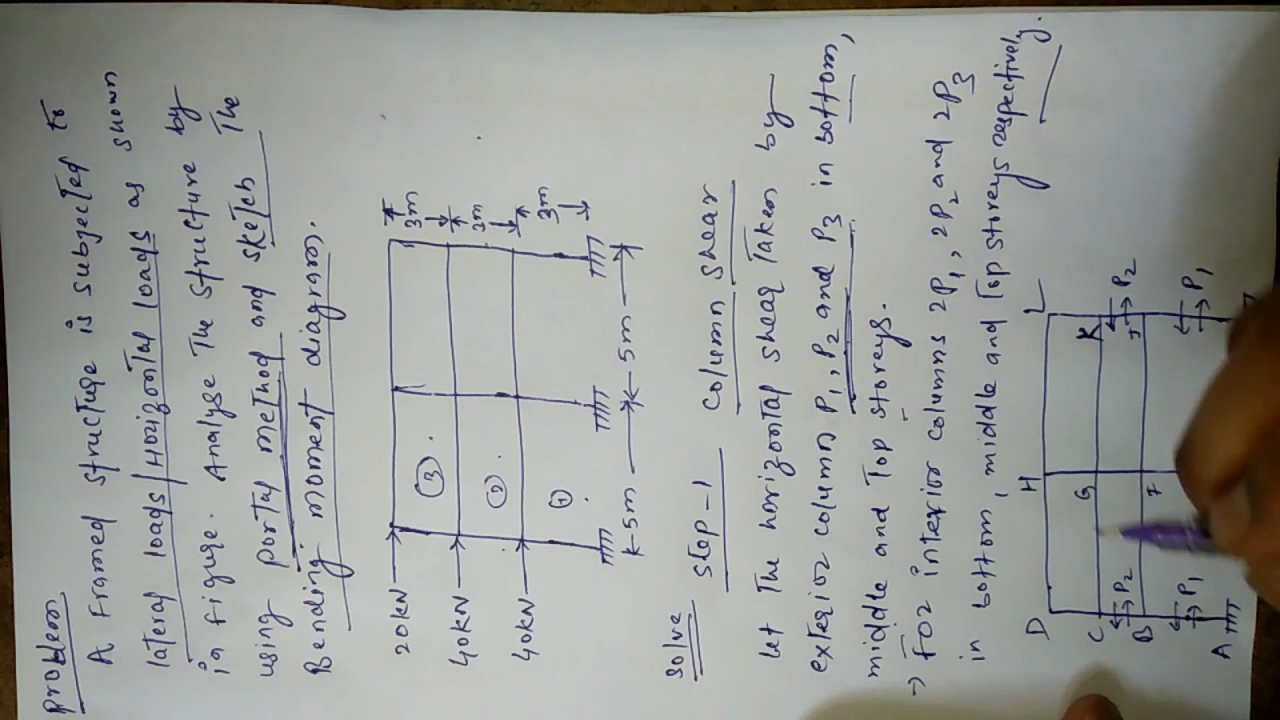 problem
A Framed structure is subjected to
lateral loads/Horizontal loads as shown
in figure. Analyse The structure by
using portal method and sketch The
Bending moment diagram.
20KN
40KN
40KN
3
2
1
3m
3m
3m
5m
5m
solve
step-1 column shear
Let The horizontal shear Taken by
exterior column P1, P2 and P3 in bottom,
middle and Top storeys.
→ For interior columns 2P1, 2P2 and 2P3
in bottom, middle and Top storeys respectively.
D H L
C G K
P2 P2
B F J
P1 P1
A